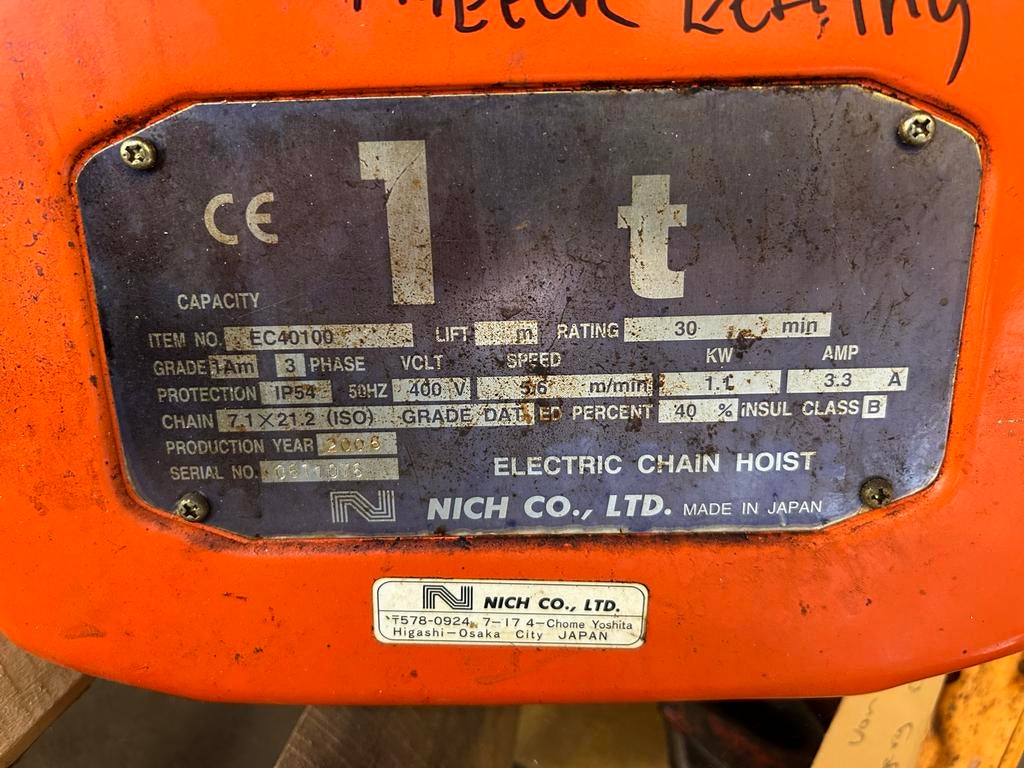 CE
1 t
CAPACITY
ITEM NO. EC40100 LIFT m RATING 30 min
GRADE 1Am 3 PHASE VOLT SPEED KW AMP
PROTECTION IP54 50HZ 400 V 5.6 m/min 1.1 3.3 A
CHAIN 7.1×21.2 (ISO) GRADE DAT ED PERCENT 40 % INSUL CLASS B
PRODUCTION YEAR
SERIAL NO.
ELECTRIC CHAIN HOIST
N NICH CO., LTD. MADE IN JAPAN
N NICH CO., LTD.
〒578-0924, 7-17 4-Chome Yoshita
Higashi-Osaka City JAPAN
von